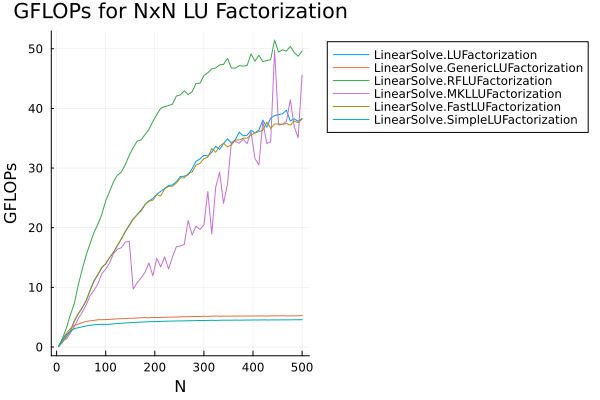 GFLOPs for NxN LU Factorization
LinearSolve.LUFactorization
LinearSolve.GenericLUFactorization
LinearSolve.RFLUFactorization
LinearSolve.MKLLUFactorization
LinearSolve.FastLUFactorization
LinearSolve.SimpleLUFactorization
GFLOPs
50
40
30
20
10
0
0 100 200 300 400 500
N